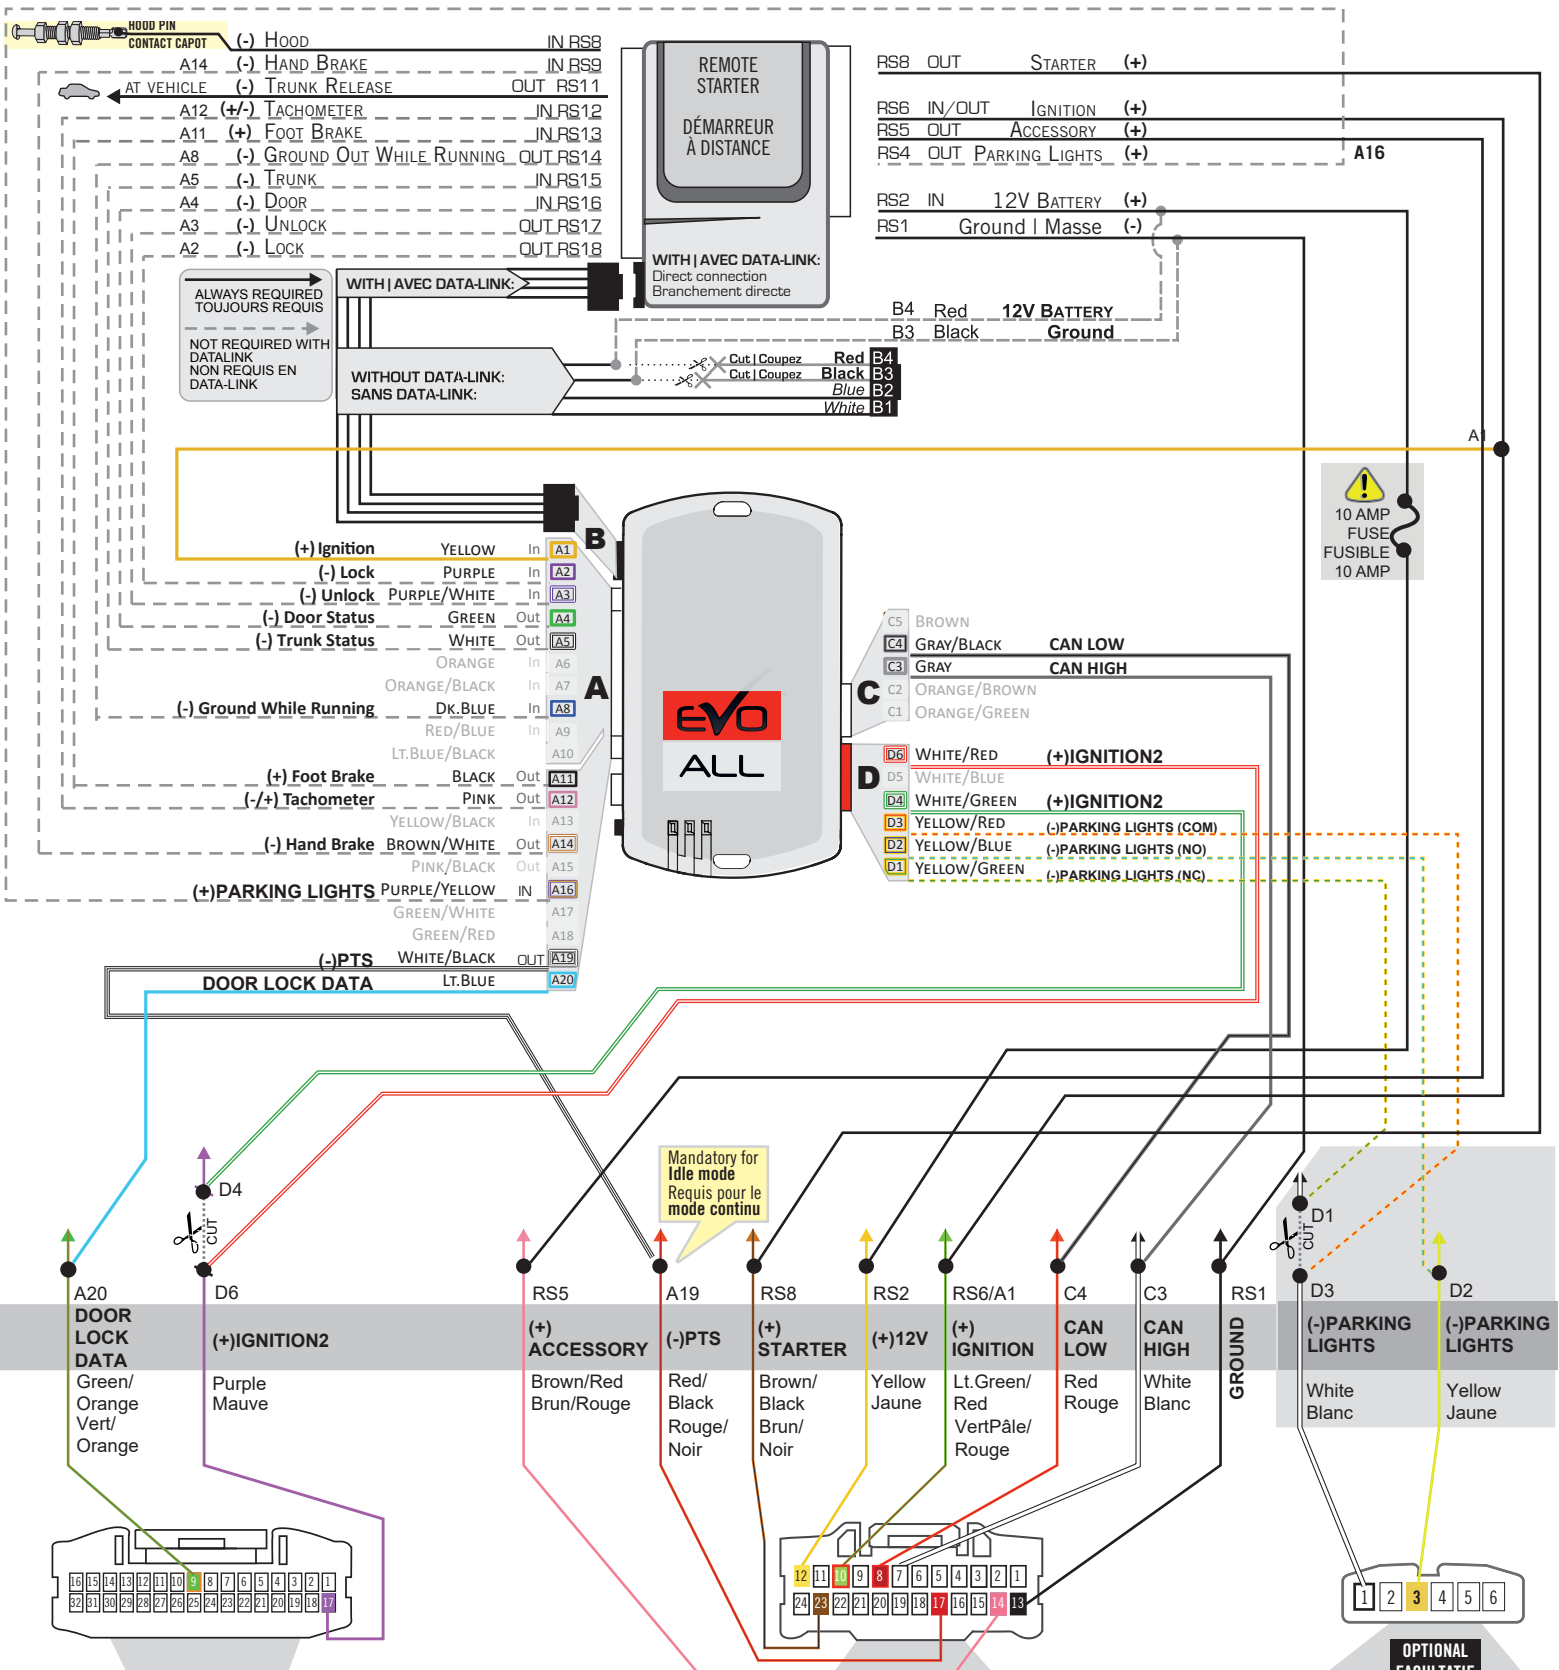 HOOD PIN
CONTACT CAPOT
(-) HOOD IN RS8
A14 (-) HAND BRAKE IN RS9
AT VEHICLE (-) TRUNK RELEASE OUT RS11
A12 (+/-) TACHOMETER IN RS12
A11 (+) FOOT BRAKE IN RS13
A8 (-) GROUND OUT WHILE RUNNING OUT RS14
A5 (-) TRUNK IN RS15
A4 (-) DOOR IN RS16
A3 (-) UNLOCK OUT RS17
A2 (-) LOCK OUT RS18
REMOTE
STARTER
DÉMARREUR
À DISTANCE
WITH | AVEC DATA-LINK:
Direct connection
Branchement directe
RS8 OUT STARTER (+)
RS6 IN/OUT IGNITION (+)
RS5 OUT ACCESSORY (+)
RS4 OUT PARKING LIGHTS (+) A16
RS2 IN 12V BATTERY (+)
RS1 Ground | Masse (-)
ALWAYS REQUIRED
TOUJOURS REQUIS
NOT REQUIRED WITH
DATALINK
NON REQUIS EN
DATA-LINK
WITH | AVEC DATA-LINK:
WITHOUT DATA-LINK:
SANS DATA-LINK:
B4 Red 12V BATTERY
B3 Black Ground
Cut | Coupez Red B4
Cut | Coupez Black B3
Blue B2
White B1
A1
10 AMP
FUSE
FUSIBLE
10 AMP
B
(+) Ignition YELLOW In A1
(-) Lock PURPLE In A2
(-) Unlock PURPLE/WHITE In A3
(-) Door Status GREEN Out A4
(-) Trunk Status WHITE Out A5
ORANGE In A6
ORANGE/BLACK In A7
(-) Ground While Running DK.BLUE In A8
RED/BLUE In A9
LT.BLUE/BLACK A10
(+) Foot Brake BLACK Out A11
(-/+) Tachometer PINK Out A12
YELLOW/BLACK In A13
(-) Hand Brake BROWN/WHITE Out A14
PINK/BLACK Out A15
(+)PARKING LIGHTS PURPLE/YELLOW IN A16
GREEN/WHITE A17
GREEN/RED A18
(-)PTS WHITE/BLACK OUT A19
DOOR LOCK DATA LT.BLUE A20
A
EVO
ALL
C
C5 BROWN
C4 GRAY/BLACK CAN LOW
C3 GRAY CAN HIGH
C2 ORANGE/BROWN
C1 ORANGE/GREEN
D
D6 WHITE/RED (+)IGNITION2
D5 WHITE/BLUE
D4 WHITE/GREEN (+)IGNITION2
D3 YELLOW/RED (-)PARKING LIGHTS (COM)
D2 YELLOW/BLUE (-)PARKING LIGHTS (NO)
D1 YELLOW/GREEN (-)PARKING LIGHTS (NC)
Mandatory for
Idle mode
Requis pour le
mode continu
D4
CUT
D1
CUT
A20 D6 RS5 A19 RS8 RS2 RS6/A1 C4 C3 RS1 D3 D2
DOOR
LOCK
DATA
(+)IGNITION2
(+)
ACCESSORY
(-)PTS
(+)
STARTER
(+)12V
(+)
IGNITION
CAN
LOW
CAN
HIGH
GROUND
(-)PARKING
LIGHTS
(-)PARKING
LIGHTS
Green/
Orange
Vert/
Orange
Purple
Mauve
Brown/Red
Brun/Rouge
Red/
Black
Rouge/
Noir
Brown/
Black
Brun/
Noir
Yellow
Jaune
Lt.Green/
Red
VertPâle/
Rouge
Red
Rouge
White
Blanc
White
Blanc
Yellow
Jaune
16 15 14 13 12 11 10 9 8 7 6 5 4 3 2 1
32 31 30 29 28 27 26 25 24 23 22 21 20 19 18 17
12 11 10 9 8 7 6 5 4 3 2 1
24 23 22 21 20 19 18 17 16 15 14 13
1 2 3 4 5 6
OPTIONAL
FACULTATIF